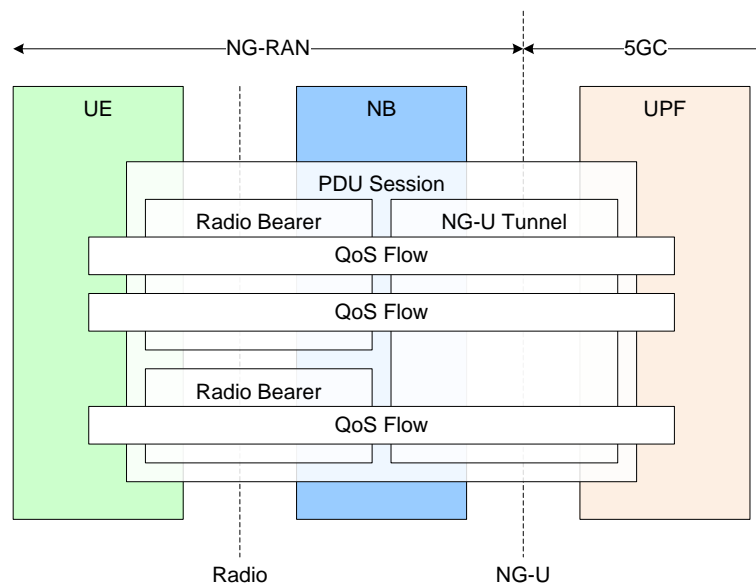 NG-RAN 5GC
UE NB UPF
PDU Session
Radio Bearer NG-U Tunnel
QoS Flow
QoS Flow
Radio Bearer
QoS Flow
Radio NG-U